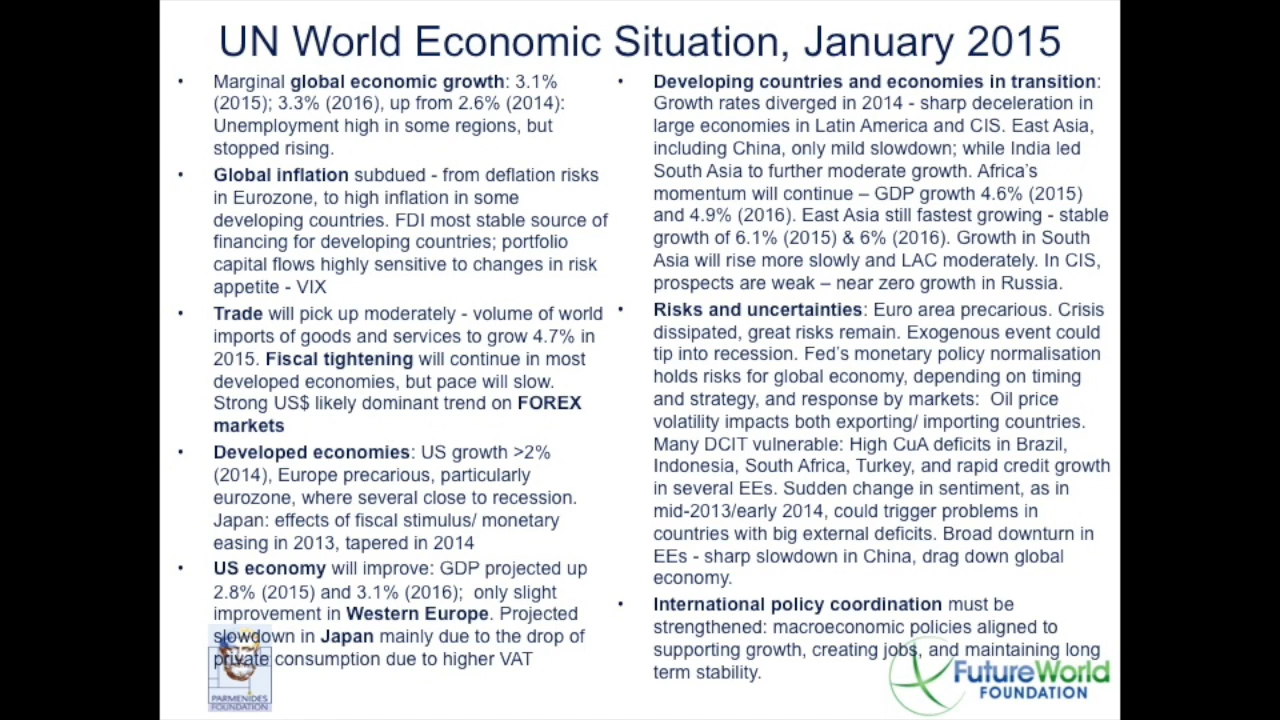 UN World Economic Situation, January 2015
• Marginal global economic growth: 3.1%
(2015); 3.3% (2016), up from 2.6% (2014):
Unemployment high in some regions, but
stopped rising.
• Global inflation subdued - from deflation risks
in Eurozone, to high inflation in some
developing countries. FDI most stable source of
financing for developing countries; portfolio
capital flows highly sensitive to changes in risk
appetite - VIX
• Trade will pick up moderately - volume of world
imports of goods and services to grow 4.7% in
2015. Fiscal tightening will continue in most
developed economies, but pace will slow.
Strong US$ likely dominant trend on FOREX
markets
• Developed economies: US growth >2%
(2014), Europe precarious, particularly
eurozone, where several close to recession.
Japan: effects of fiscal stimulus/ monetary
easing in 2013, tapered in 2014
• US economy will improve: GDP projected up
2.8% (2015) and 3.1% (2016); only slight
improvement in Western Europe. Projected
slowdown in Japan mainly due to the drop of
private consumption due to higher VAT
• Developing countries and economies in transition:
Growth rates diverged in 2014 - sharp deceleration in
large economies in Latin America and CIS. East Asia,
including China, only mild slowdown; while India led
South Asia to further moderate growth. Africa's
momentum will continue – GDP growth 4.6% (2015)
and 4.9% (2016). East Asia still fastest growing - stable
growth of 6.1% (2015) & 6% (2016). Growth in South
Asia will rise more slowly and LAC moderately. In CIS,
prospects are weak – near zero growth in Russia.
• Risks and uncertainties: Euro area precarious. Crisis
dissipated, great risks remain. Exogenous event could
tip into recession. Fed's monetary policy normalisation
holds risks for global economy, depending on timing
and strategy, and response by markets: Oil price
volatility impacts both exporting/ importing countries.
Many DCIT vulnerable: High CuA deficits in Brazil,
Indonesia, South Africa, Turkey, and rapid credit growth
in several EEs. Sudden change in sentiment, as in
mid-2013/early 2014, could trigger problems in
countries with big external deficits. Broad downturn in
EEs - sharp slowdown in China, drag down global
economy.
• International policy coordination must be
strengthened: macroeconomic policies aligned to
supporting growth, creating jobs, and maintaining long
term stability.
PARMENIDES
FOUNDATION
FutureWorld
FOUNDATION